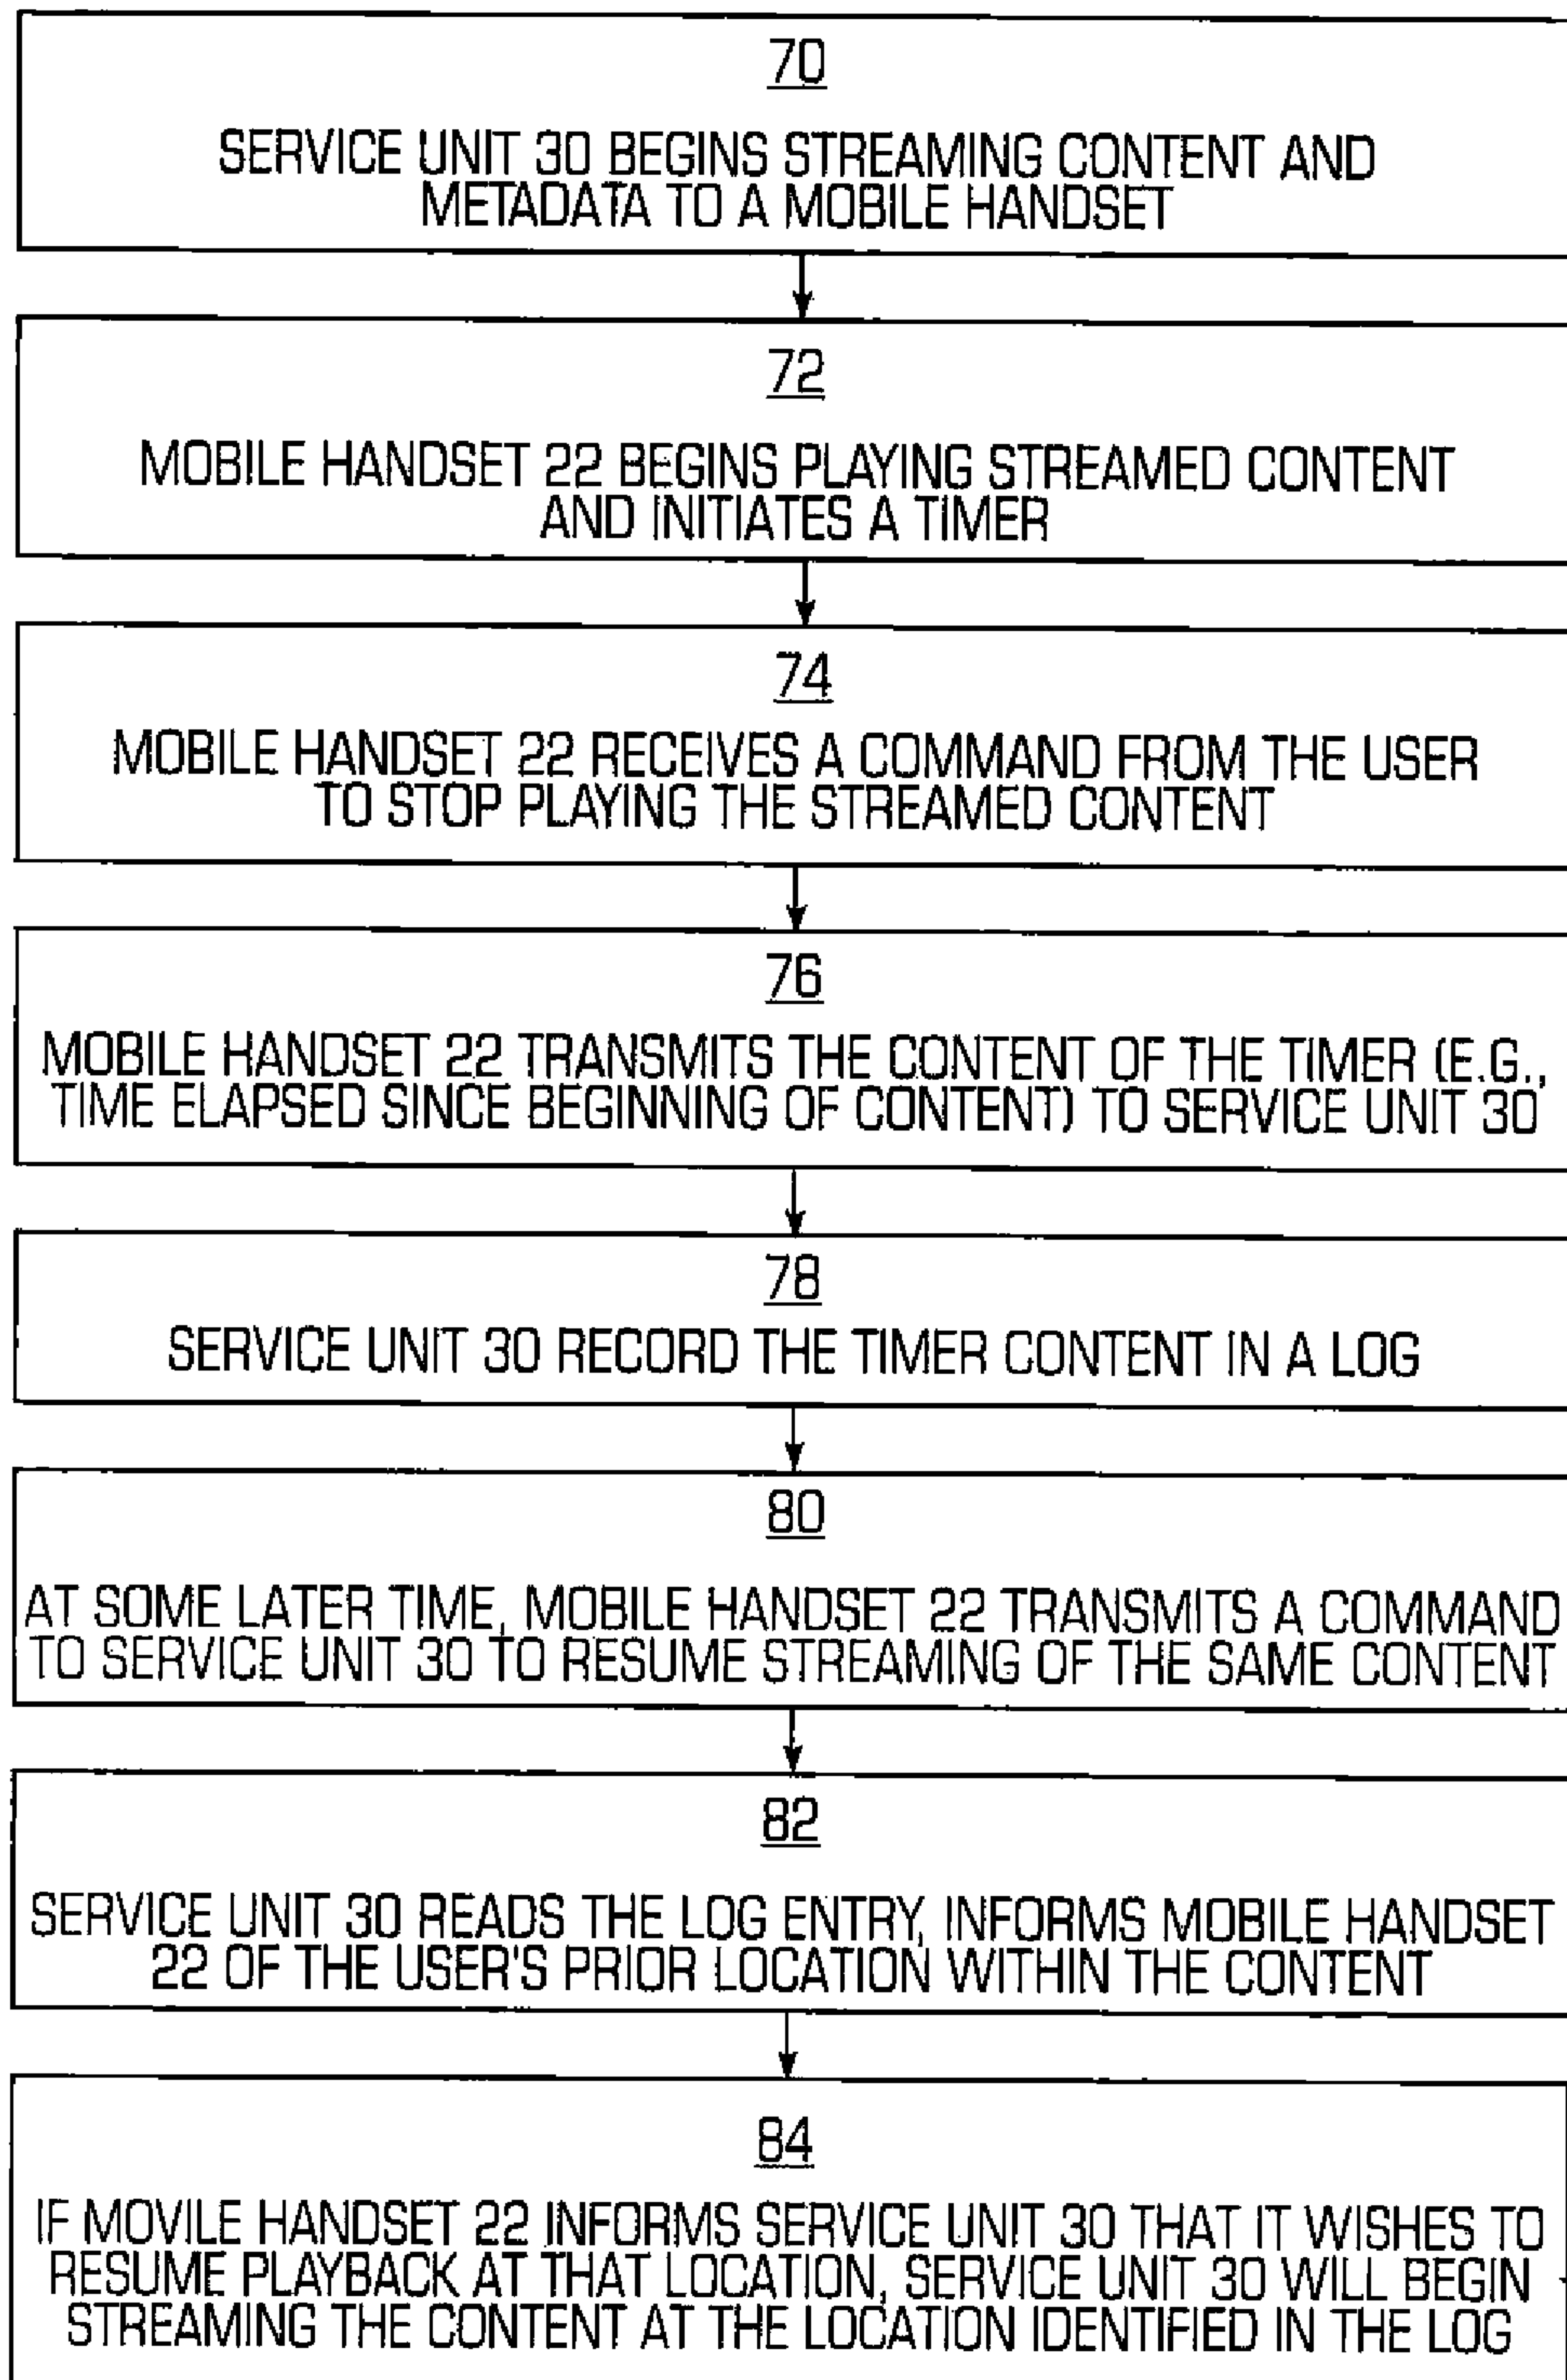 70
SERVICE UNIT 30 BEGINS STREAMING CONTENT AND
METADATA TO A MOBILE HANDSET
72
MOBILE HANDSET 22 BEGINS PLAYING STREAMED CONTENT
AND INITIATES A TIMER
74
MOBILE HANDSET 22 RECEIVES A COMMAND FROM THE USER
TO STOP PLAYING THE STREAMED CONTENT
76
MOBILE HANDSET 22 TRANSMITS THE CONTENT OF THE TIMER (E.G.,
TIME ELAPSED SINCE BEGINNING OF CONTENT) TO SERVICE UNIT 30
78
SERVICE UNIT 30 RECORD THE TIMER CONTENT IN A LOG
80
AT SOME LATER TIME, MOBILE HANDSET 22 TRANSMITS A COMMAND
TO SERVICE UNIT 30 TO RESUME STREAMING OF THE SAME CONTENT
82
SERVICE UNIT 30 READS THE LOG ENTRY, INFORMS MOBILE HANDSET
22 OF THE USER'S PRIOR LOCATION WITHIN THE CONTENT
84
IF MOVILE HANDSET 22 INFORMS SERVICE UNIT 30 THAT IT WISHES TO
RESUME PLAYBACK AT THAT LOCATION, SERVICE UNIT 30 WILL BEGIN
STREAMING THE CONTENT AT THE LOCATION IDENTIFIED IN THE LOG